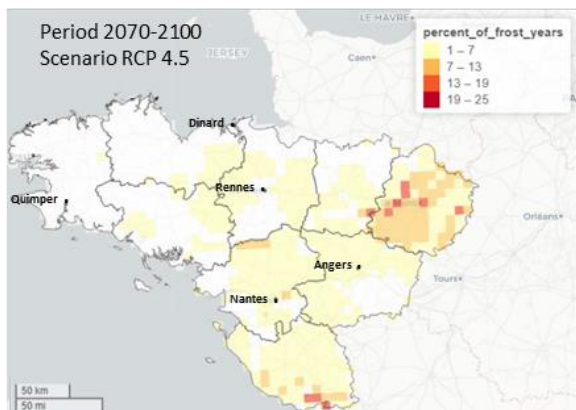 Period 2070-2100
Scenario RCP 4.5
LE HAVRE
percent_of_frost_years
1 – 7
7 – 13
13 – 19
19 – 25
JERSEY
Caen
Dinard
Rennes
Quimper
Orléans
Angers
Tours
Nantes
50 km
50 mi